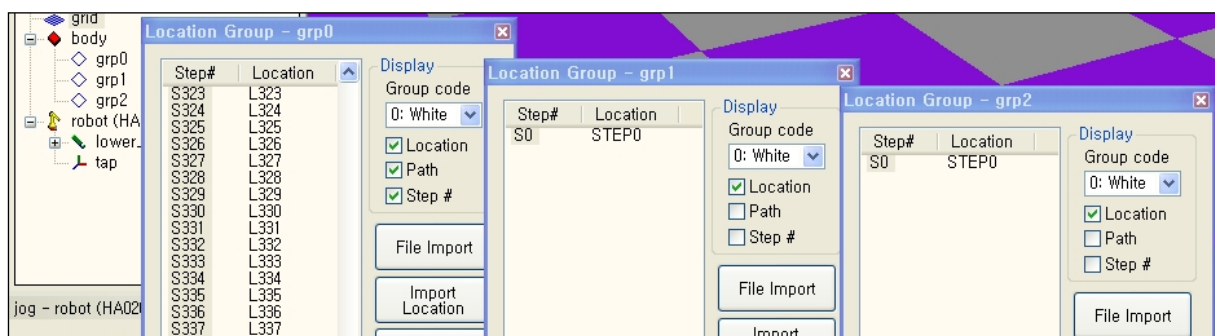 grid
body
grp0
grp1
grp2
robot (HA
lower_
tap
jog - robot (HA02
Location Group - grp0
Step# Location
S323 L323
S324 L324
S325 L325
S326 L326
S327 L327
S328 L328
S329 L329
S330 L330
S331 L331
S332 L332
S333 L333
S334 L334
S335 L335
S336 L336
S337 L337
Display
Group code
0: White
Location
Path
Step #
File Import
Import
Location
Location Group - grp1
Step# Location
S0 STEP0
Display
Group code
0: White
Location
Path
Step #
File Import
Import
Location Group - grp2
Step# Location
S0 STEP0
Display
Group code
0: White
Location
Path
Step #
File Import